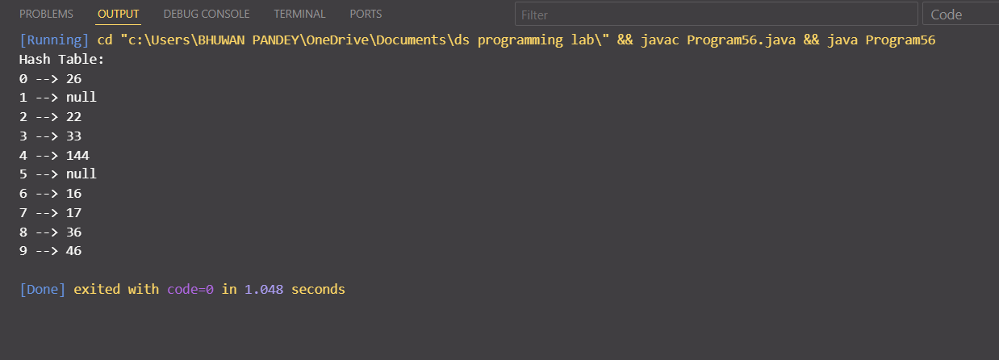 PROBLEMS OUTPUT DEBUG CONSOLE TERMINAL PORTS Filter Code
[Running] cd "c:\Users\BHUWAN PANDEY\OneDrive\Documents\ds programming lab\" && javac Program56.java && java Program56
Hash Table:
0 --> 26
1 --> null
2 --> 22
3 --> 33
4 --> 144
5 --> null
6 --> 16
7 --> 17
8 --> 36
9 --> 46
[Done] exited with code=0 in 1.048 seconds